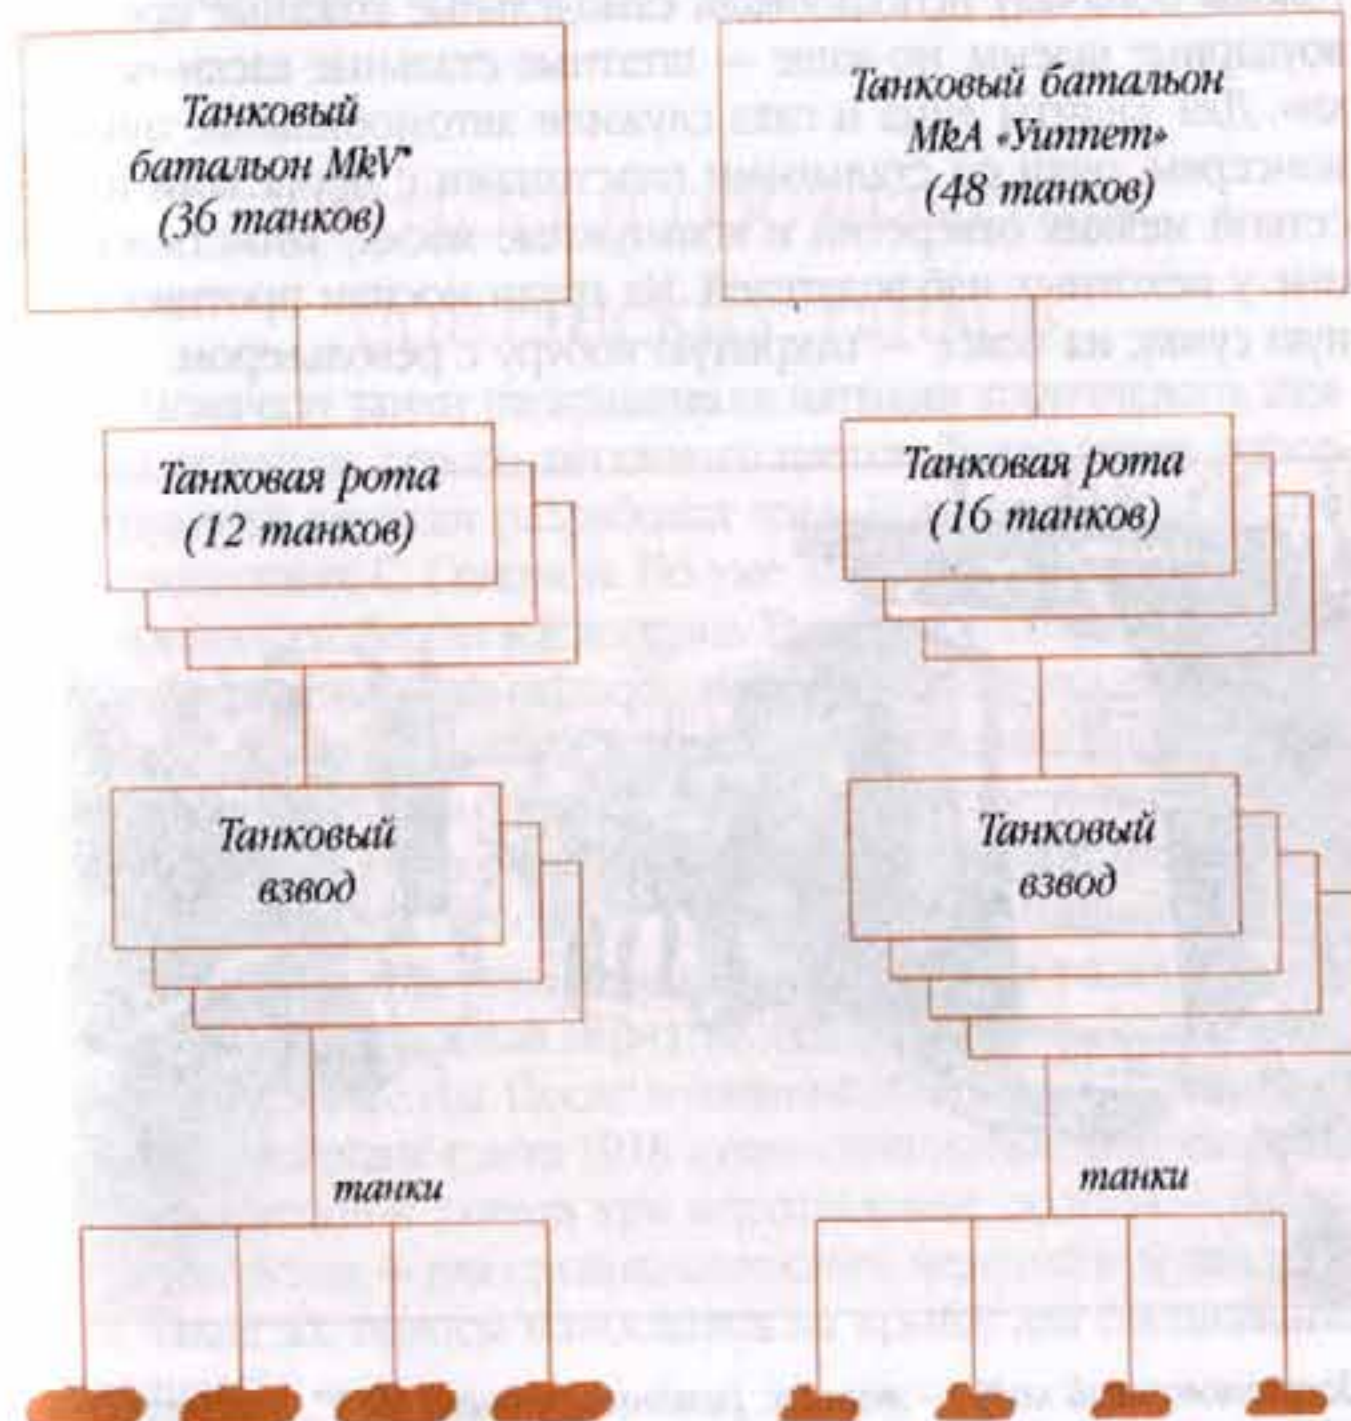 Танковый
батальон MkV*
(36 танков)
Танковая рота
(12 танков)
Танковый
взвод
танки
Танковый батальон
MkA «Уиппет»
(48 танков)
Танковая рота
(16 танков)
Танковый
взвод
танки